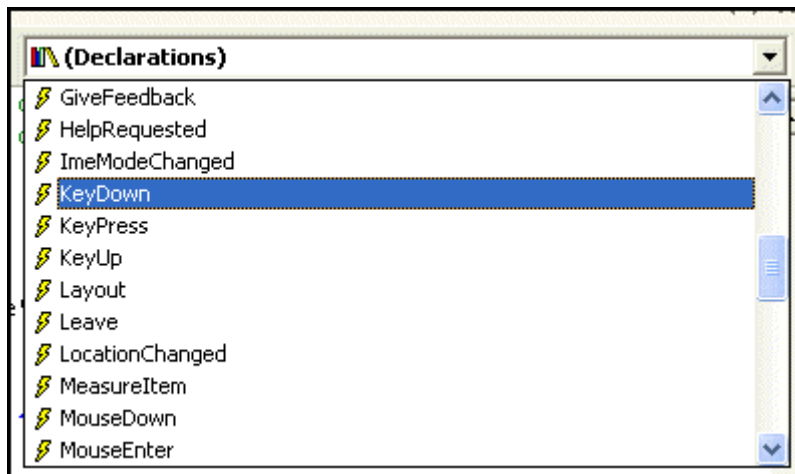 (Declarations)
GiveFeedback
HelpRequested
ImeModeChanged
KeyDown
KeyPress
KeyUp
Layout
Leave
LocationChanged
MeasureItem
MouseDown
MouseEnter